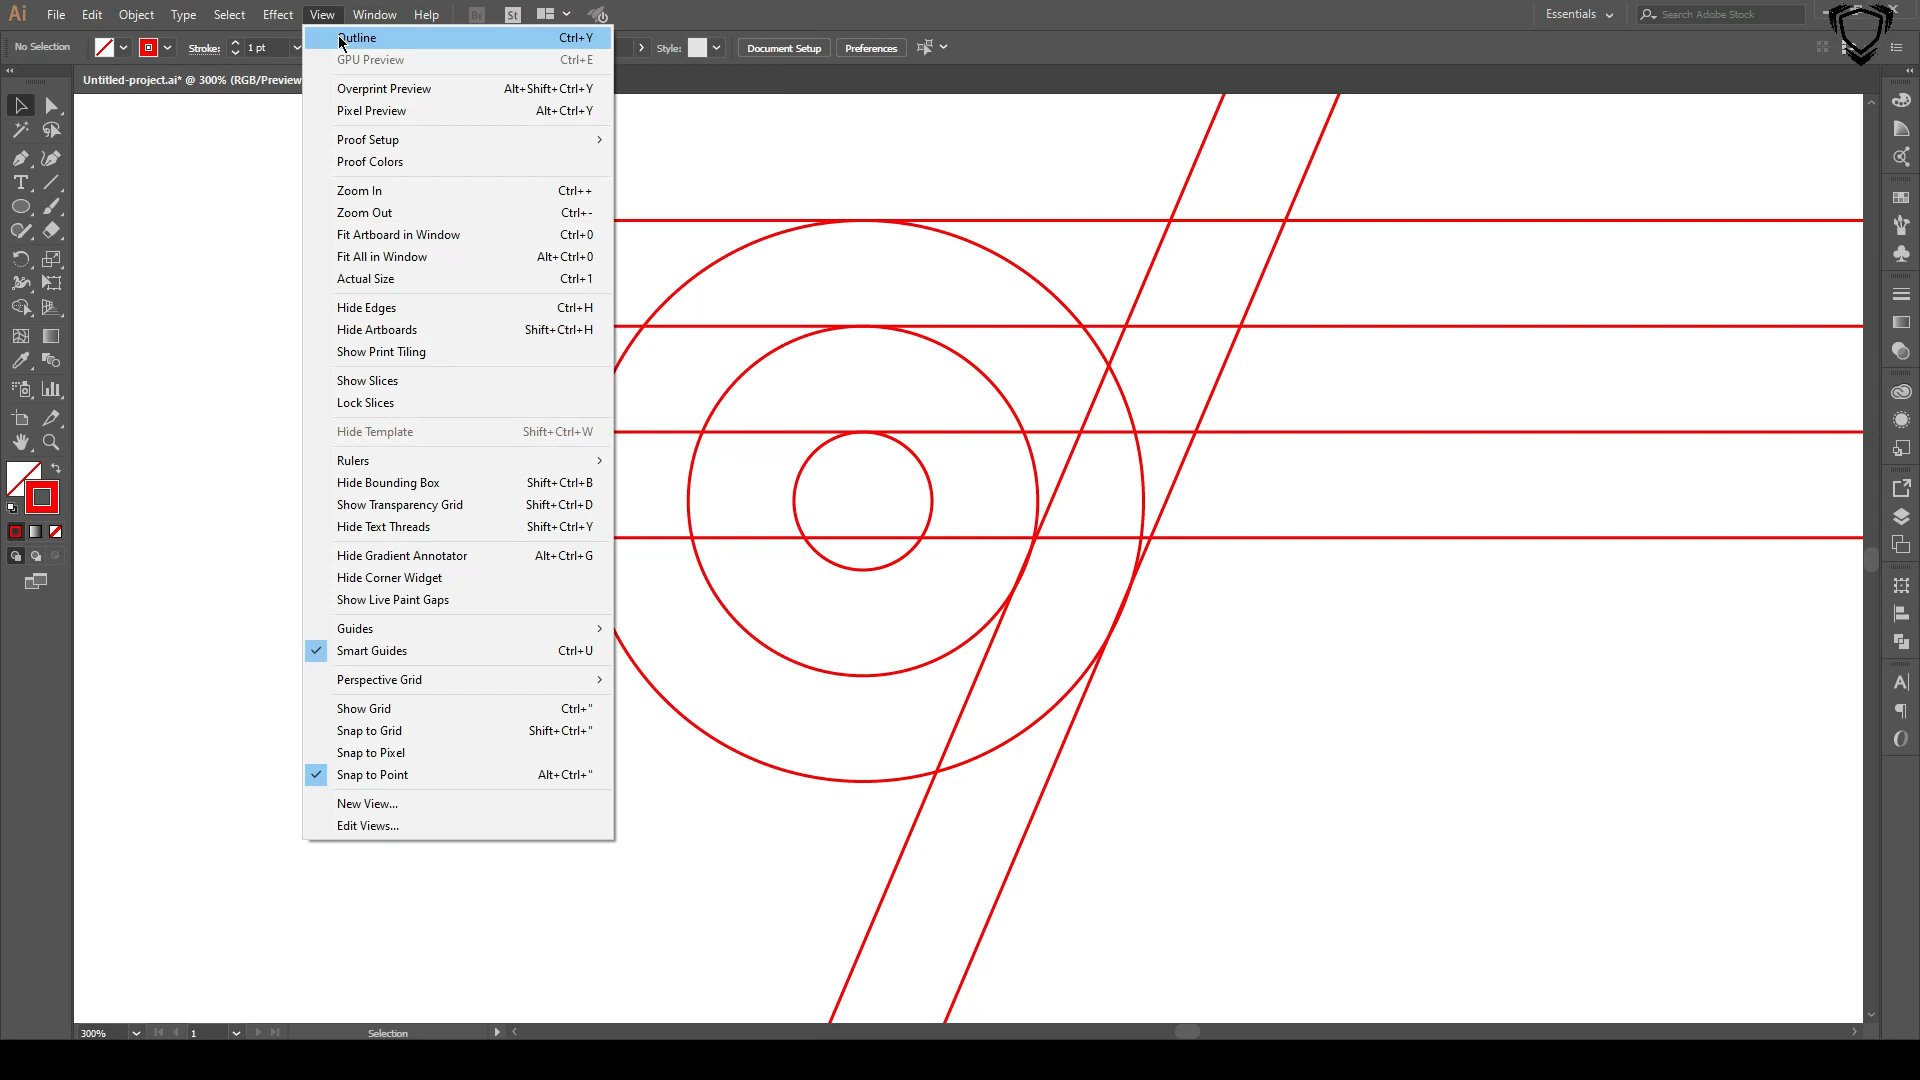 Ai File Edit Object Type Select Effect View Window Help Br St Essentials Search Adobe Stock
No Selection Stroke: 1 pt Style: Document Setup Preferences
Untitled-project.ai* @ 300% (RGB/Preview
Outline Ctrl+Y
GPU Preview Ctrl+E
Overprint Preview Alt+Shift+Ctrl+Y
Pixel Preview Alt+Ctrl+Y
Proof Setup
Proof Colors
Zoom In Ctrl++
Zoom Out Ctrl+-
Fit Artboard in Window Ctrl+0
Fit All in Window Alt+Ctrl+0
Actual Size Ctrl+1
Hide Edges Ctrl+H
Hide Artboards Shift+Ctrl+H
Show Print Tiling
Show Slices
Lock Slices
Hide Template Shift+Ctrl+W
Rulers
Hide Bounding Box Shift+Ctrl+B
Show Transparency Grid Shift+Ctrl+D
Hide Text Threads Shift+Ctrl+Y
Hide Gradient Annotator Alt+Ctrl+G
Hide Corner Widget
Show Live Paint Gaps
Guides
Smart Guides Ctrl+U
Perspective Grid
Show Grid Ctrl+"
Snap to Grid Shift+Ctrl+"
Snap to Pixel
Snap to Point Alt+Ctrl+"
New View...
Edit Views...
300% 1 Selection